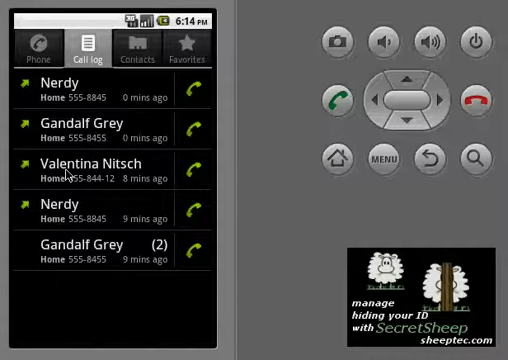 3G
6:14 PM
Phone
Call log
Contacts
Favorites
Nerdy
Home 555-8845 0 mins ago
Gandalf Grey
Home 555-8455 0 mins ago
Valentina Nitsch
Home 55-844-12 8 mins ago
Nerdy
Home 555-8845 9 mins ago
Gandalf Grey (2)
Home 555-8455 9 mins ago
MENU
manage
hiding your ID
with SecretSheep
sheeptec.com